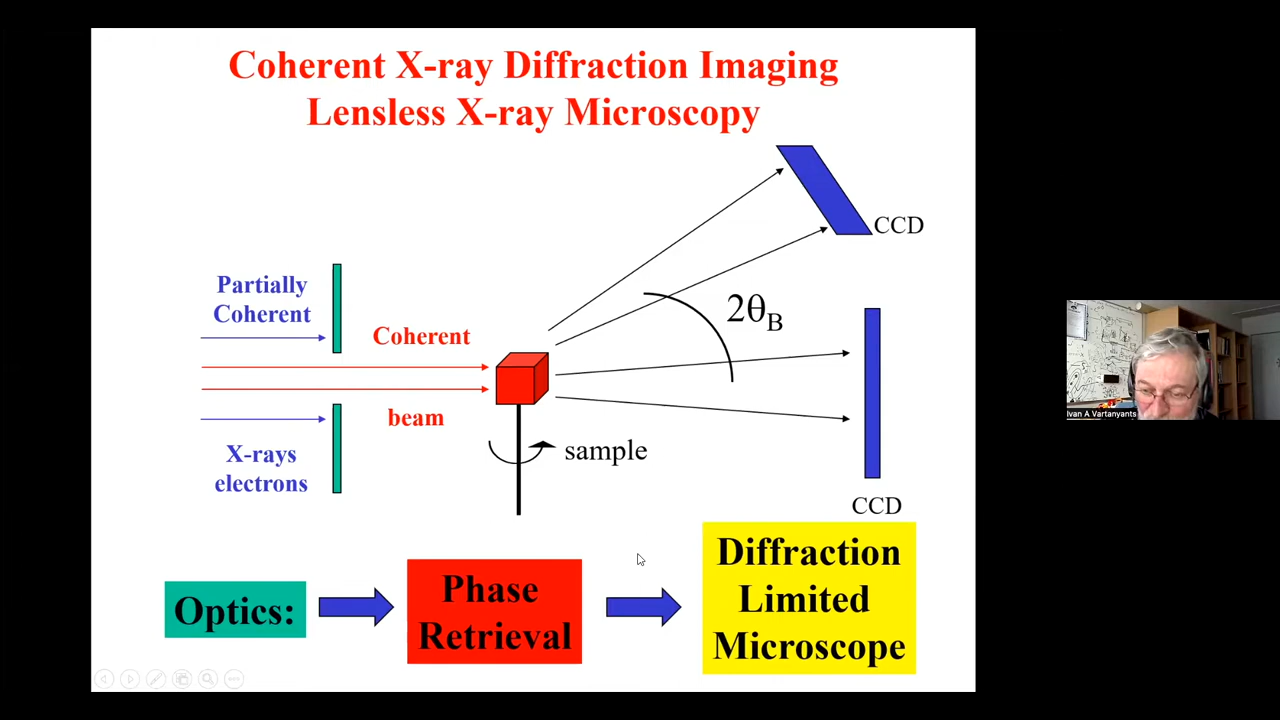 Coherent X-ray Diffraction Imaging
Lensless X-ray Microscopy
CCD
Partially
Coherent
Coherent
2θB
beam
sample
X-rays
electrons
CCD
Optics:
Phase
Retrieval
Diffraction
Limited
Microscope
Ivan A Vartanyants